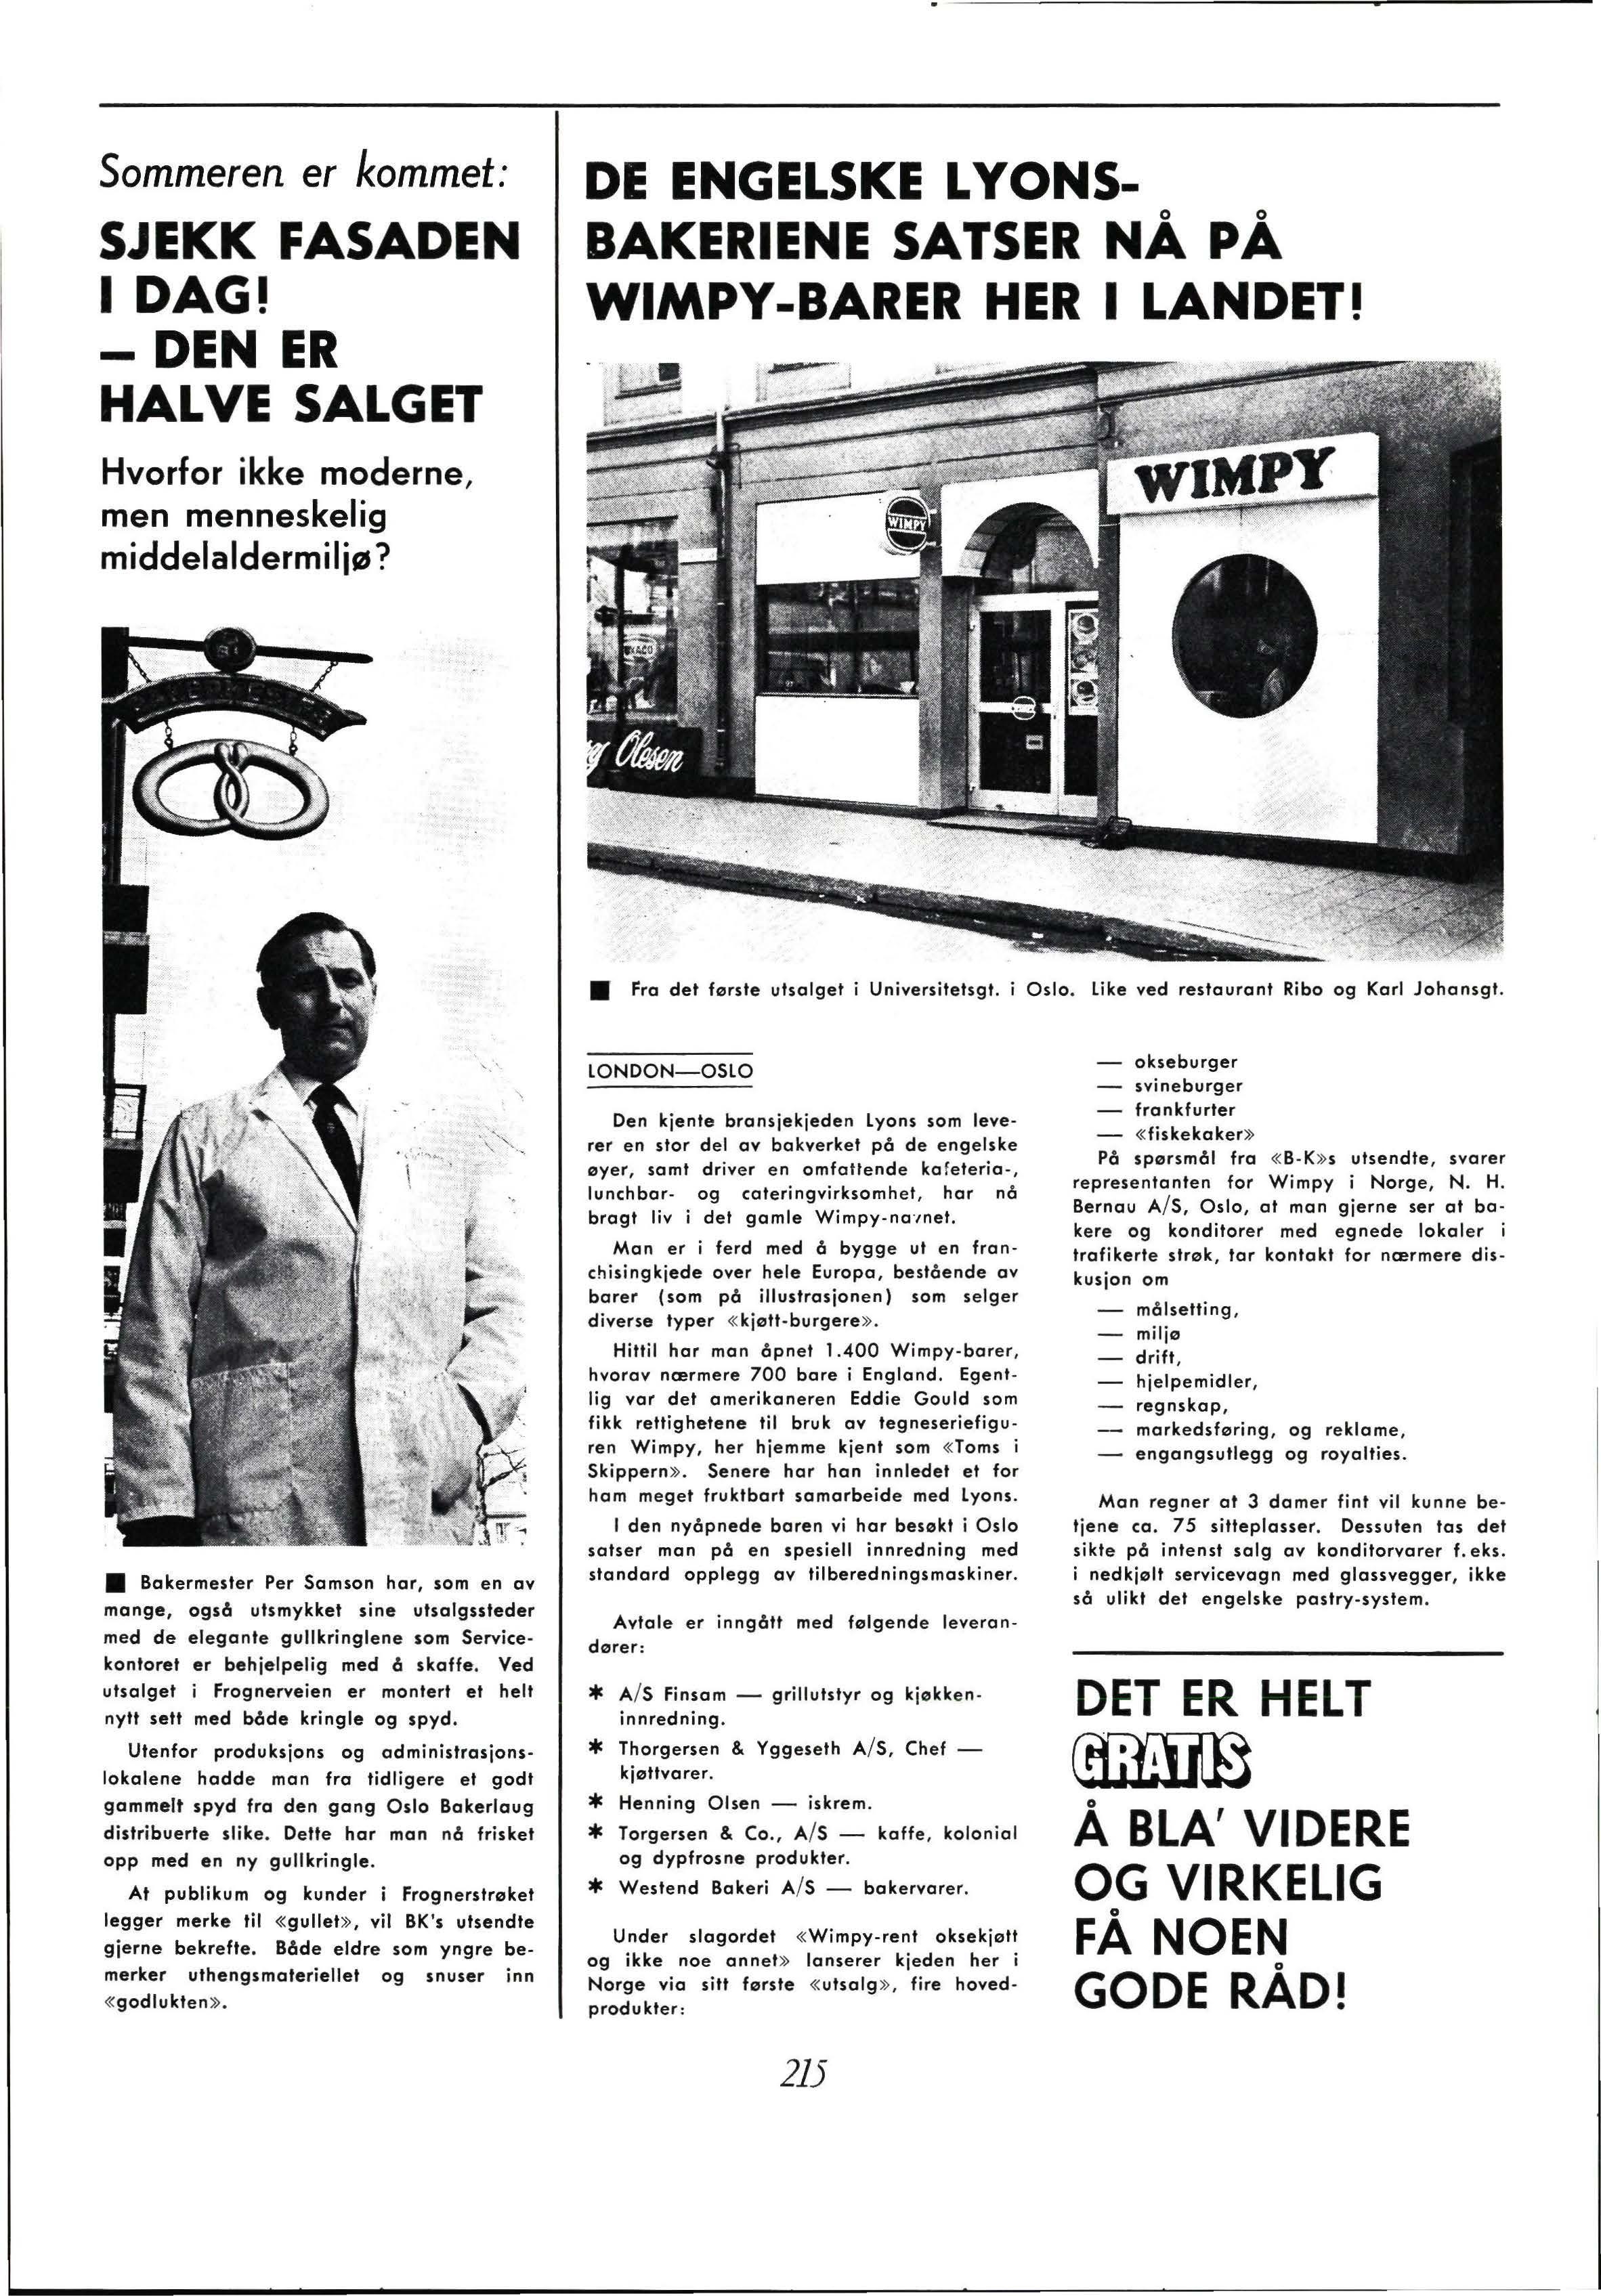 Sommeren er kommet:
SJEKK FASADEN
I DAG!
— DEN ER
HALVE SALGET
Hvorfor ikke moderne,
men menneskelig
middelaldermiljø?
■ Bakermester Per Samson har, som en av
mange, også utsmykket sine utsalgssteder
med de elegante gullkringlene som Service-
kontoret er behjelpelig med å skaffe. Ved
utsalget i Frognerveien er montert et helt
nytt sett med både kringle og spyd.
Utenfor produksjons og administrasjons-
lokalene hadde man fra tidligere et godt
gammelt spyd fra den gang Oslo Bakerlaug
distribuerte slike. Dette har man nå frisket
opp med en ny gullkringle.
At publikum og kunder i Frognerstrøket
legger merke til «gullet», vil BK's utsendte
gjerne bekrefte. Både eldre som yngre be-
merker uthengsmateriellet og snuser inn
«godlukten».
DE ENGELSKE LYONS-
BAKERIENE SATSER NÅ PÅ
WIMPY-BARER HER I LANDET!
WIMPY
WIMPY
Olesen
■ Fra det første utsalget i Universitetsgt. i Oslo. Like ved restaurant Ribo og Karl Johansgt.
LONDON—OSLO
Den kjente bransjekjeden Lyons som leve-
rer en stor del av bakverket på de engelske
øyer, samt driver en omfattende kafeteria-,
lunchbar- og cateringvirksomhet, har nå
bragt liv i det gamle Wimpy-navnet.
Man er i ferd med å bygge ut en fran-
chisingkjede over hele Europa, bestående av
barer (som på illustrasjonen) som selger
diverse typer «kjøtt-burgere».
Hittil har man åpnet 1.400 Wimpy-barer,
hvorav nærmere 700 bare i England. Egent-
lig var det amerikaneren Eddie Gould som
fikk rettighetene til bruk av tegneseriefigu-
ren Wimpy, her hjemme kjent som «Toms i
Skippern». Senere har han innledet et for
ham meget fruktbart samarbeide med Lyons.
I den nyåpnede baren vi har besøkt i Oslo
satser man på en spesiell innredning med
standard opplegg av tilberedningsmaskiner.
Avtale er inngått med følgende leveran-
dører:
* A/S Finsam — grillutstyr og kjøkken-
innredning.
* Thorgersen & Yggeseth A/S, Chef —
kjøttvarer.
* Henning Olsen — iskrem.
* Torgersen & Co., A/S — kaffe, kolonial
og dypfrosne produkter.
* Westend Bakeri A/S — bakervarer.
Under slagordet «Wimpy-rent oksekjøtt
og ikke noe annet» lanserer kjeden her i
Norge via sitt første «utsalg», fire hoved-
produkter:
— okseburger
— svineburger
— frankfurter
— «fiskekaker»
På spørsmål fra «B-K»s utsendte, svarer
representanten for Wimpy i Norge, N. H.
Bernau A/S, Oslo, at man gjerne ser at ba-
kere og konditorer med egnede lokaler i
trafikerte strøk, tar kontakt for nærmere dis-
kusjon om
— målsetting,
— miljø
— drift,
— hjelpemidler,
— regnskap,
— markedsføring, og reklame,
— engangsutlegg og royalties.
Man regner at 3 damer fint vil kunne be-
tjene ca. 75 sitteplasser. Dessuten tas det
sikte på intenst salg av konditorvarer f.eks.
i nedkjølt servicevagn med glassvegger, ikke
så ulikt det engelske pastry-system.
DET ER HELT
GRATIS
Å BLA' VIDERE
OG VIRKELIG
FÅ NOEN
GODE RÅD!
215